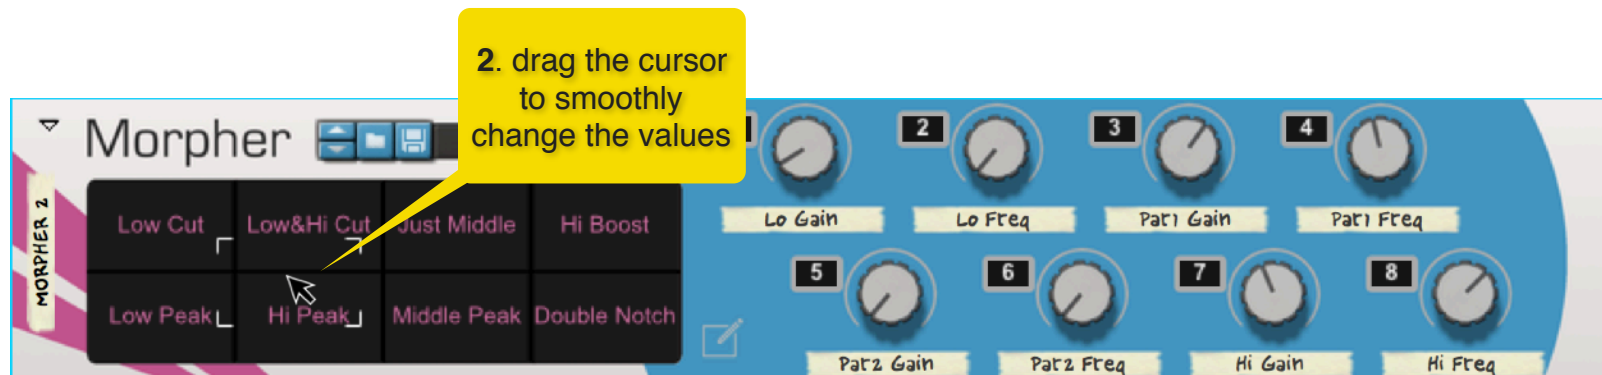 2. drag the cursor
to smoothly
change the values
Morpher
MORPHER 2
Low Cut
Low&Hi Cut
Just Middle
Hi Boost
Low Peak
Hi Peak
Middle Peak
Double Notch
1
2
3
4
Lo Gain
Lo Freq
Par1 Gain
Par1 Freq
5
6
7
8
Par2 Gain
Par2 Freq
Hi Gain
Hi Freq